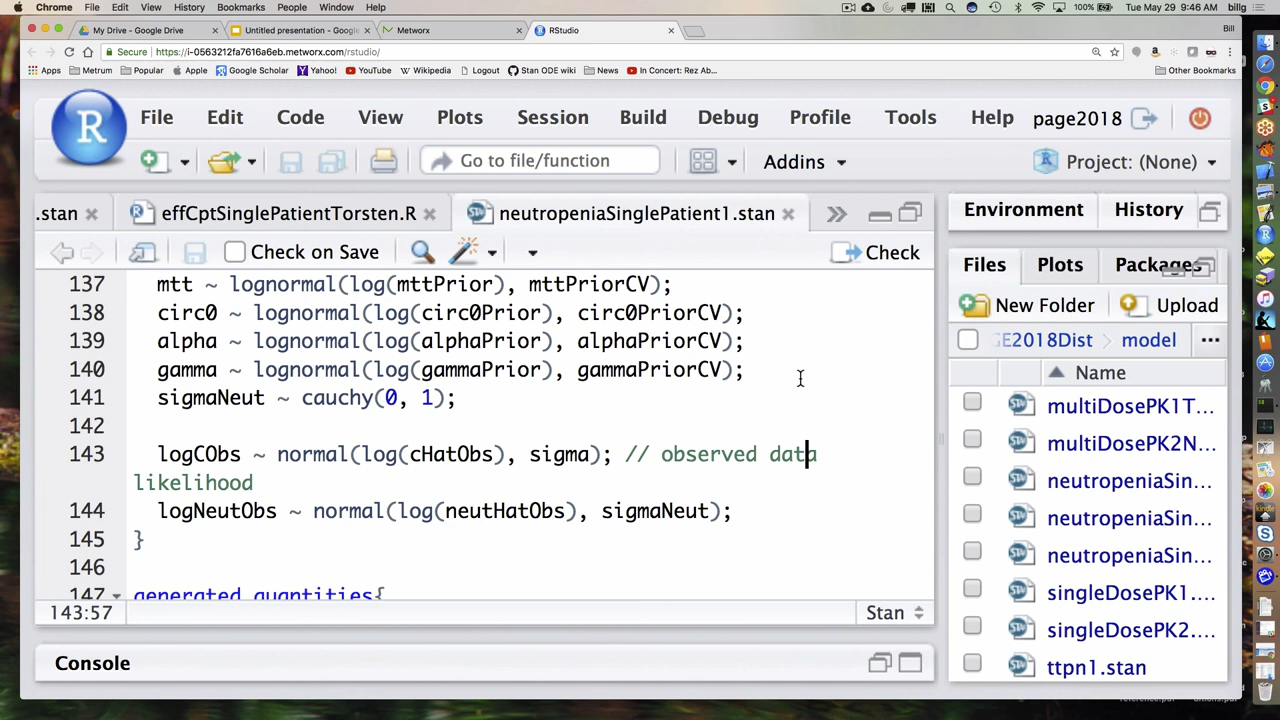 Chrome File Edit View History Bookmarks People Window Help 100% Tue May 29 9:46 AM billg
My Drive - Google Drive Untitled presentation - Google Metworx RStudio Bill
Secure https://i-0563212fa7616a6eb.metworx.com/rstudio/
Apps Metrum Popular Apple Google Scholar Yahoo! YouTube Wikipedia Logout Stan ODE wiki News In Concert: Rez Ab... Other Bookmarks
R File Edit Code View Plots Session Build Debug Profile Tools Help page2018
Go to file/function Addins Project: (None)
.stan effCptSinglePatientTorsten.R neutropeniaSinglePatient1.stan
Check on Save Check
137 mtt ~ lognormal(log(mttPrior), mttPriorCV);
138 circ0 ~ lognormal(log(circ0Prior), circ0PriorCV);
139 alpha ~ lognormal(log(alphaPrior), alphaPriorCV);
140 gamma ~ lognormal(log(gammaPrior), gammaPriorCV);
141 sigmaNeut ~ cauchy(0, 1);
142
143 logCObs ~ normal(log(cHatObs), sigma); // observed data
likelihood
144 logNeutObs ~ normal(log(neutHatObs), sigmaNeut);
145 }
146
147 generated quantities{
143:57 Stan
Console
Environment History
Files Plots Packages
New Folder Upload
GE2018Dist model ...
Name
multiDosePK1T...
multiDosePK2N...
neutropeniaSin...
neutropeniaSin...
neutropeniaSin...
singleDosePK1....
singleDosePK2....
ttpn1.stan